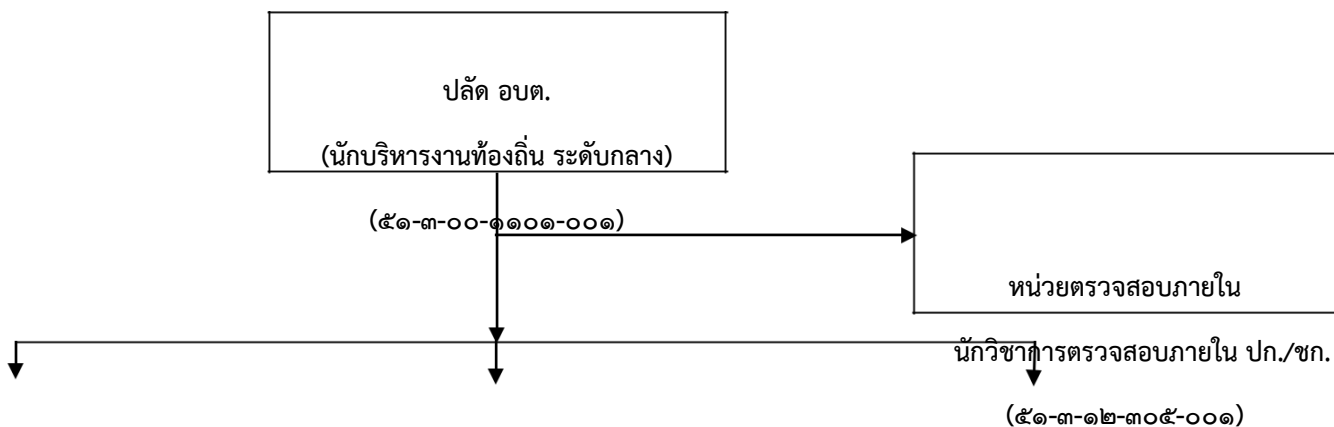 ปลัด อบต.
(นักบริหารงานท้องถิ่น ระดับกลาง)
(๕๑-๓-๐๐-๑๑๐๑-๐๐๑)
หน่วยตรวจสอบภายใน
นักวิชาการตรวจสอบภายใน ปก./ชก.
(๕๑-๓-๑๒-๓๐๕-๐๐๑)